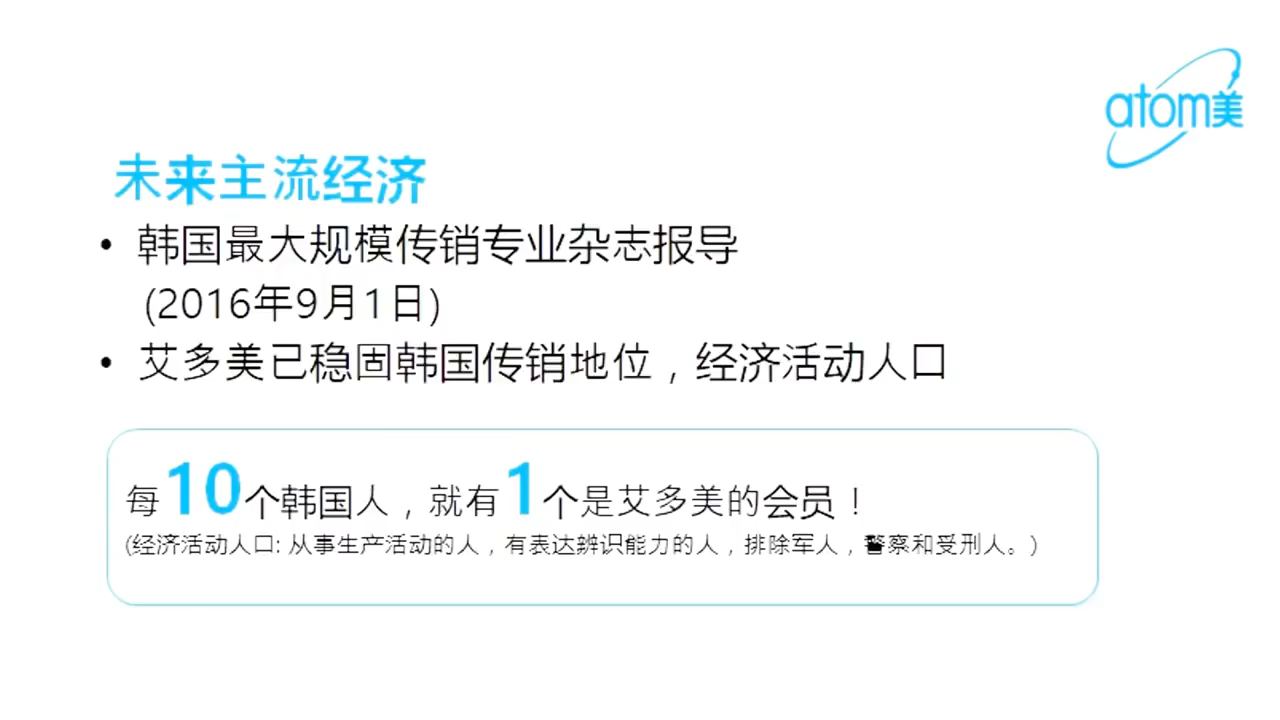 atom美
未来主流经济
• 韩国最大规模传销专业杂志报导
(2016年9月1日)
• 艾多美已稳固韩国传销地位，经济活动人口
每10个韩国人，就有1个是艾多美的会员！
(经济活动人口: 从事生产活动的人，有表达辨识能力的人，排除军人，警察和受刑人。)